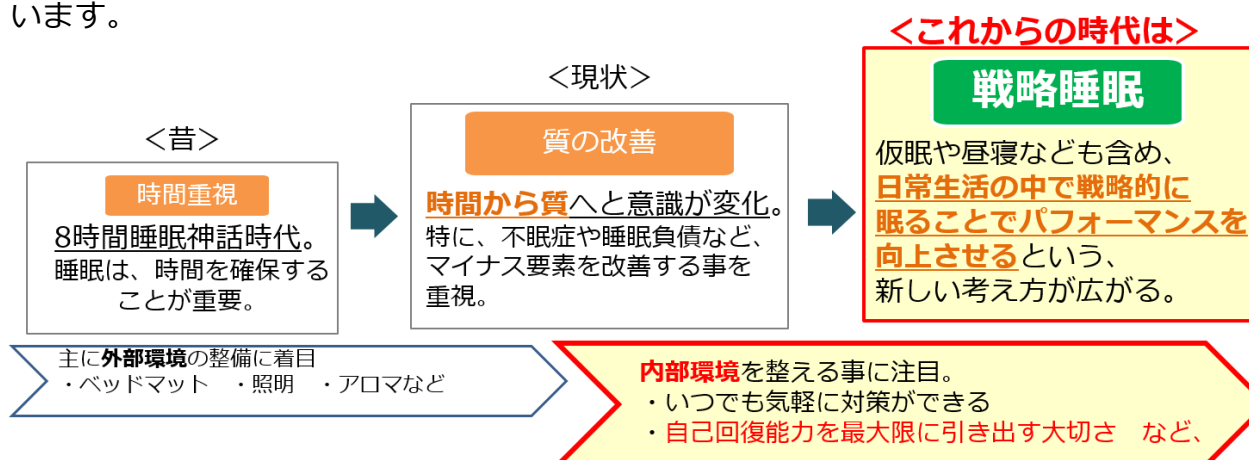 います。
<昔>
時間重視
8時間睡眠神話時代。
睡眠は、時間を確保する
ことが重要。
<現状>
質の改善
時間から質へと意識が変化。
特に、不眠症や睡眠負債など、
マイナス要素を改善する事を
重視。
<これからの時代は>
戦略睡眠
仮眠や昼寝なども含め、
日常生活の中で戦略的に
眠ることでパフォーマンスを
向上させるという、
新しい考え方が広がる。
主に外部環境の整備に着目
・ベッドマット　・照明　・アロマなど
内部環境を整える事に注目。
・いつでも気軽に対策ができる
・自己回復能力を最大限に引き出す大切さ　など、